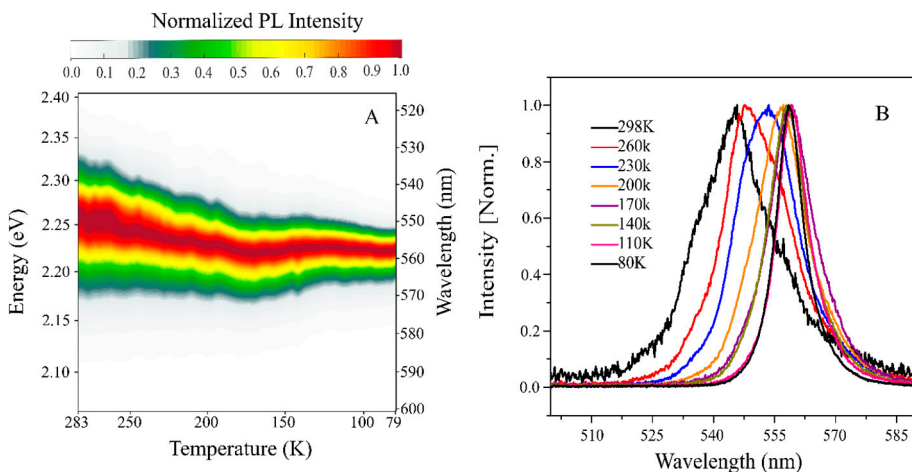 Normalized PL Intensity
0.0 0.1 0.2 0.3 0.4 0.5 0.6 0.7 0.8 0.9 1.0
A
Energy (eV)
2.40
2.35
2.30
2.25
2.20
2.15
2.10
520
530
540
550
560
570
580
590
600
Wavelength (nm)
283 250 200 150 100 79
Temperature (K)
B
298K
260k
230k
200k
170k
140k
110K
80K
Intensity [Norm.]
1.0
0.8
0.6
0.4
0.2
0.0
510 525 540 555 570 585
Wavelength (nm)